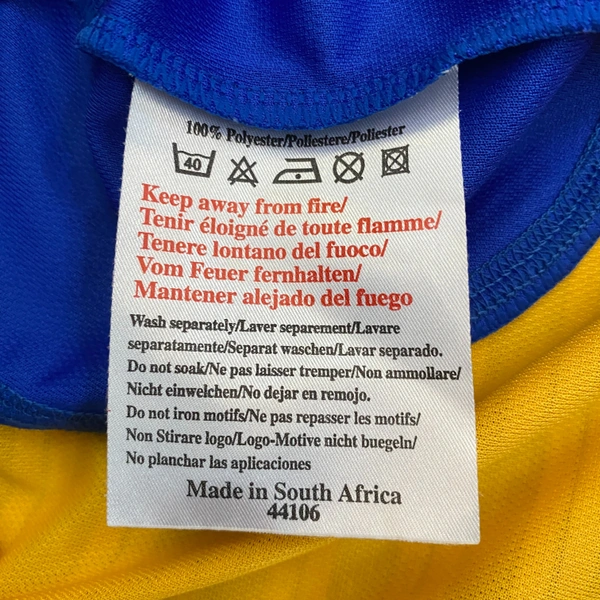 100% Polyester/Poliestere/Poliester
40
Keep away from fire/
Tenir éloigné de toute flamme/
Tenere lontano del fuoco/
Vom Feuer fernhalten/
Mantener alejado del fuego
Wash separately/Laver separement/Lavare
separatamente/Separat waschen/Lavar separado.
Do not soak/Ne pas laisser tremper/Non ammollare/
Nicht einweichen/No dejar en remojo.
Do not iron motifs/Ne pas repasser les motifs/
Non Stirare logo/Logo-Motive nicht buegeln/
No planchar las aplicaciones
Made in South Africa
44106